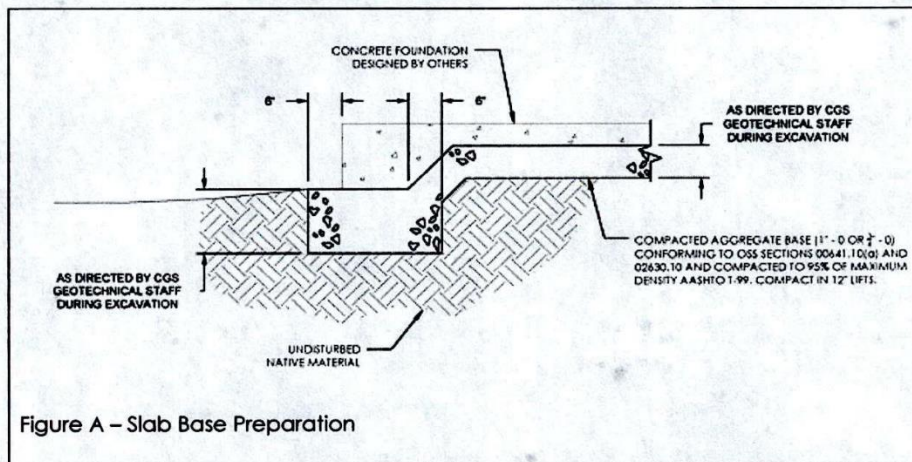 CONCRETE FOUNDATION
DESIGNED BY OTHERS
6"
6"
AS DIRECTED BY CGS
GEOTECHNICAL STAFF
DURING EXCAVATION
COMPACTED AGGREGATE BASE (1" - 0 OR ¾" - 0)
CONFORMING TO OSS SECTIONS 00641.10(a) AND
02630.10 AND COMPACTED TO 95% OF MAXIMUM
DENSITY AASHTO T-99. COMPACT IN 12" LIFTS.
AS DIRECTED BY CGS
GEOTECHNICAL STAFF
DURING EXCAVATION
UNDISTURBED
NATIVE MATERIAL
Figure A – Slab Base Preparation